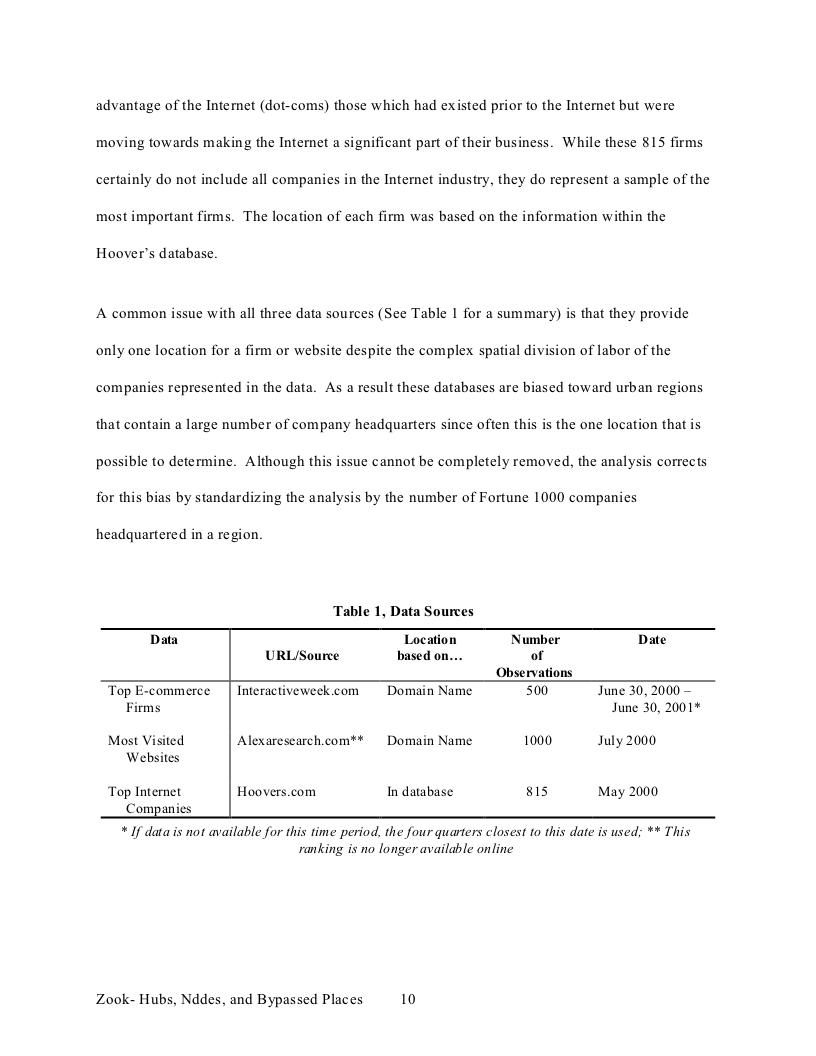 advantage of the Internet (dot-coms) those which had existed prior to the Internet but were
moving towards making the Internet a significant part of their business.  While these 815 firms
certainly do not include all companies in the Internet industry, they do represent a sample of the
most important firms.  The location of each firm was based on the information within the
Hoover’s database.
A common issue with all three data sources (See Table 1 for a summary) is that they provide
only one location for a firm or website despite the complex spatial division of labor of the
companies represented in the data.  As a result these databases are biased toward urban regions
that contain a large number of company headquarters since often this is the one location that is
possible to determine.  Although this issue cannot be completely removed, the analysis corrects
for this bias by standardizing the analysis by the number of Fortune 1000 companies
headquartered in a region.
Table 1, Data Sources
Data Location Number Date
URL/Source based on… of
Observations
Top E-commerce Interactiveweek.com Domain Name 500 June 30, 2000 –
Firms June 30, 2001*
Most Visited Alexaresearch.com** Domain Name 1000 July 2000
Websites
Top Internet Hoovers.com In database 815 May 2000
Companies
* If data is not available for this time period, the four quarters closest to this date is used; ** This
ranking is no longer available online
Zook- Hubs, Nddes, and Bypassed Places 10